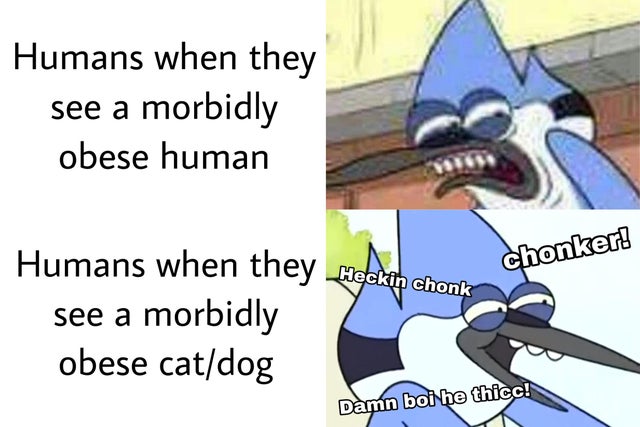 Humans when they
see a morbidly
obese human
Humans when they
see a morbidly
obese cat/dog
chonker!
Heckin chonk
Damn boi he thicc!